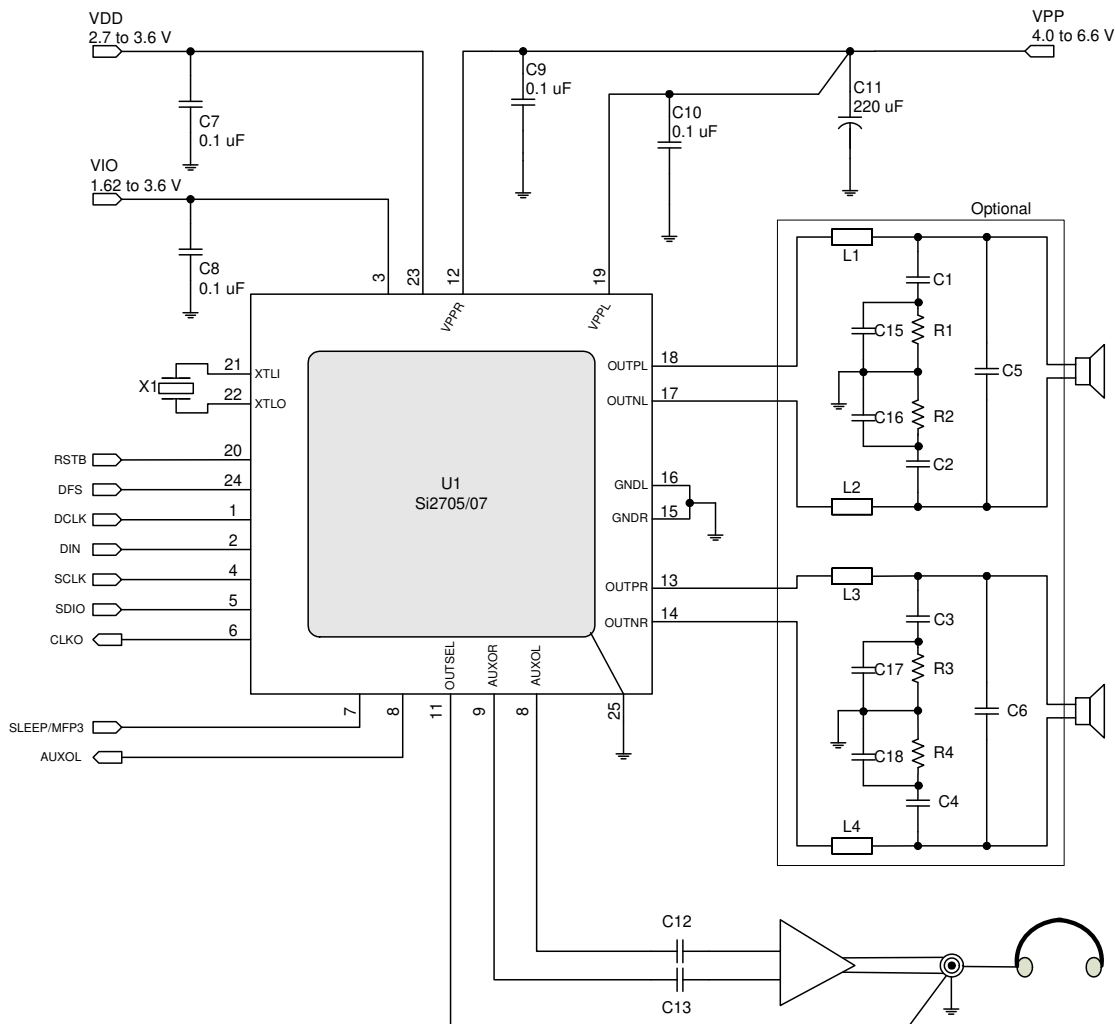 VDD
2.7 to 3.6 V
VPP
4.0 to 6.6 V
C9
0.1 uF
C11
220 uF
C10
0.1 uF
C7
0.1 uF
VIO
1.62 to 3.6 V
C8
0.1 uF
Optional
3
23
12
19
VPPR
VPPL
L1
C1
C15
R1
C5
C16
R2
C2
L2
X1
21
XTLI
22
XTLO
OUTPL
18
OUTNL
17
RSTB
20
DFS
24
DCLK
1
DIN
2
SCLK
4
SDIO
5
CLKO
6
U1
Si2705/07
GNDL
16
GNDR
15
OUTPR
13
OUTNR
14
L3
C3
C17
R3
C6
C18
R4
C4
L4
OUTSEL
AUXOR
AUXOL
7
8
11
9
8
25
SLEEP/MFP3
AUXOL
C12
C13